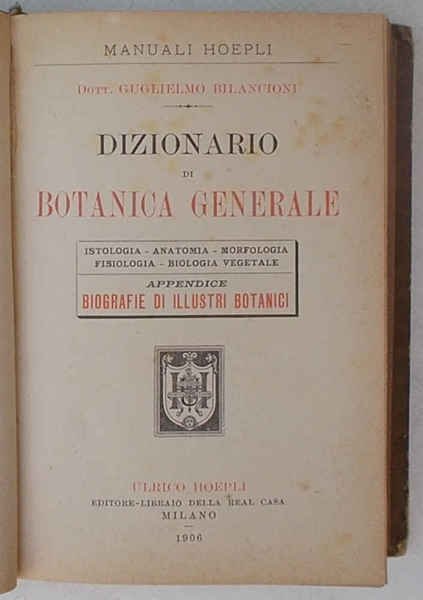 MANUALI HOEPLI
DOTT. GUGLIELMO BILANCIONI
DIZIONARIO
DI
BOTANICA GENERALE
ISTOLOGIA - ANATOMIA - MORFOLOGIA
FISIOLOGIA - BIOLOGIA VEGETALE
APPENDICE
BIOGRAFIE DI ILLUSTRI BOTANICI
ULRICO HOEPLI
EDITORE-LIBRAIO DELLA REAL CASA
MILANO
1906